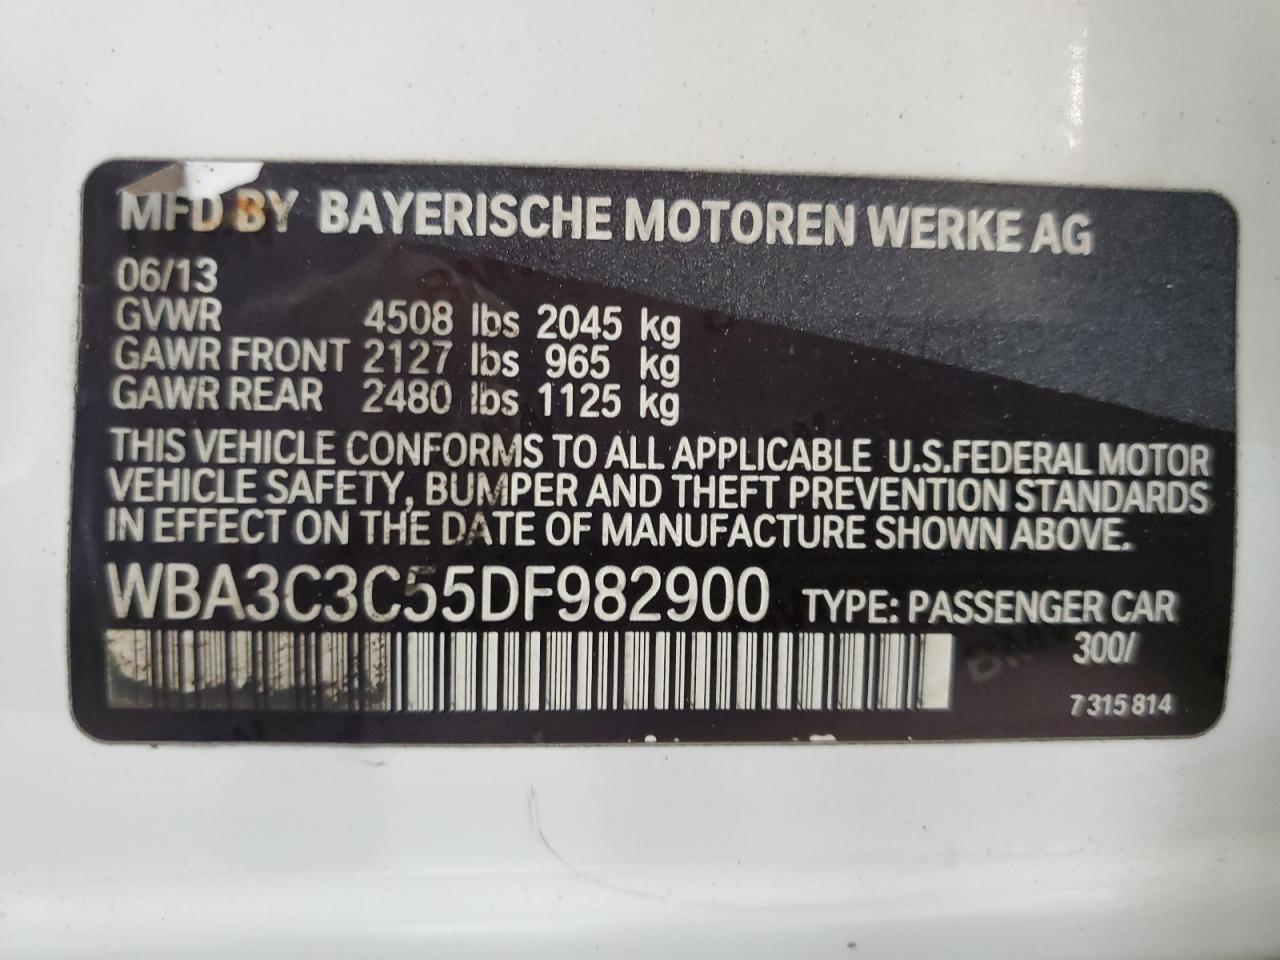 MFD BY BAYERISCHE MOTOREN WERKE AG
06/13
GVWR 4508 lbs 2045 kg
GAWR FRONT 2127 lbs 965 kg
GAWR REAR 2480 lbs 1125 kg
THIS VEHICLE CONFORMS TO ALL APPLICABLE U.S.FEDERAL MOTOR
VEHICLE SAFETY, BUMPER AND THEFT PREVENTION STANDARDS
IN EFFECT ON THE DATE OF MANUFACTURE SHOWN ABOVE.
WBA3C3C55DF982900 TYPE: PASSENGER CAR
300/
7 315 814